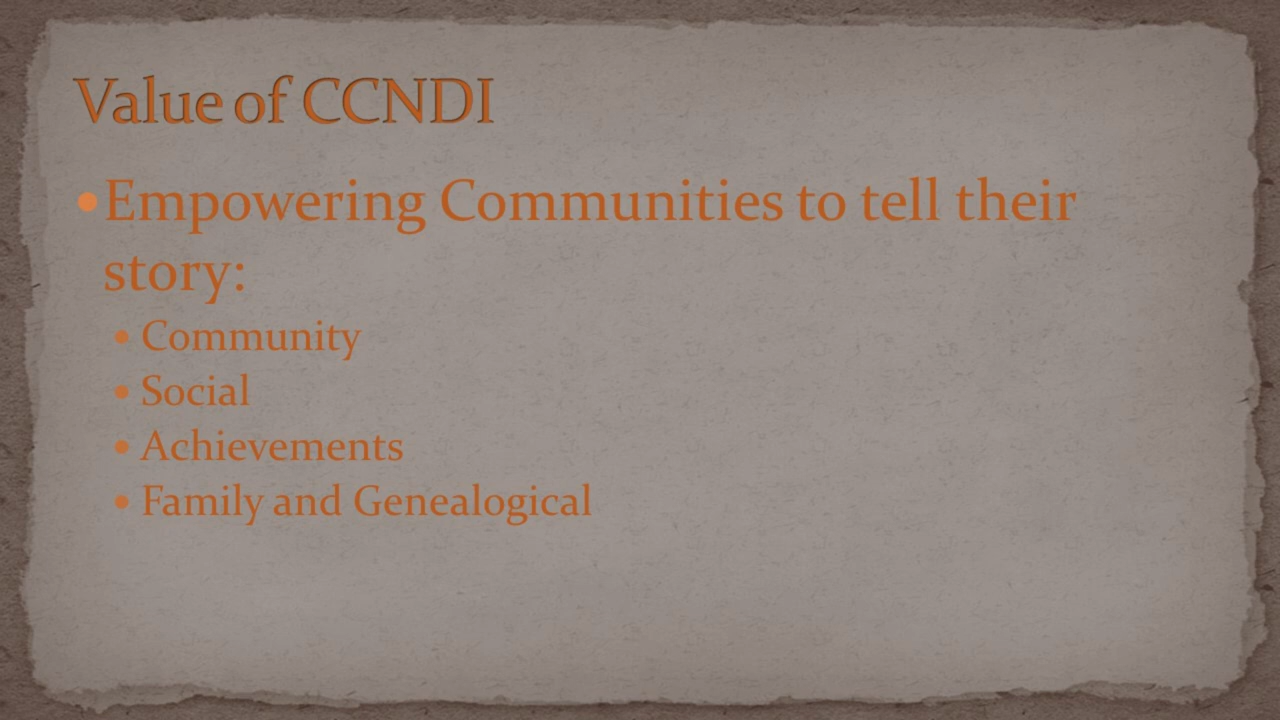 Value of CCNDI
•Empowering Communities to tell their
story:
• Community
• Social
• Achievements
• Family and Genealogical